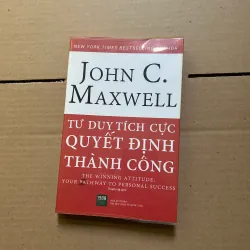 NEW YORK TIMES BESTSELLING
JOHN C.
MAXWELL
TƯ DUY TÍCH CỰC
QUYẾT ĐỊNH
THÀNH CÔNG
THE WINNING ATTITUDE:
YOUR PATHWAY TO PERSONAL SUCCESS